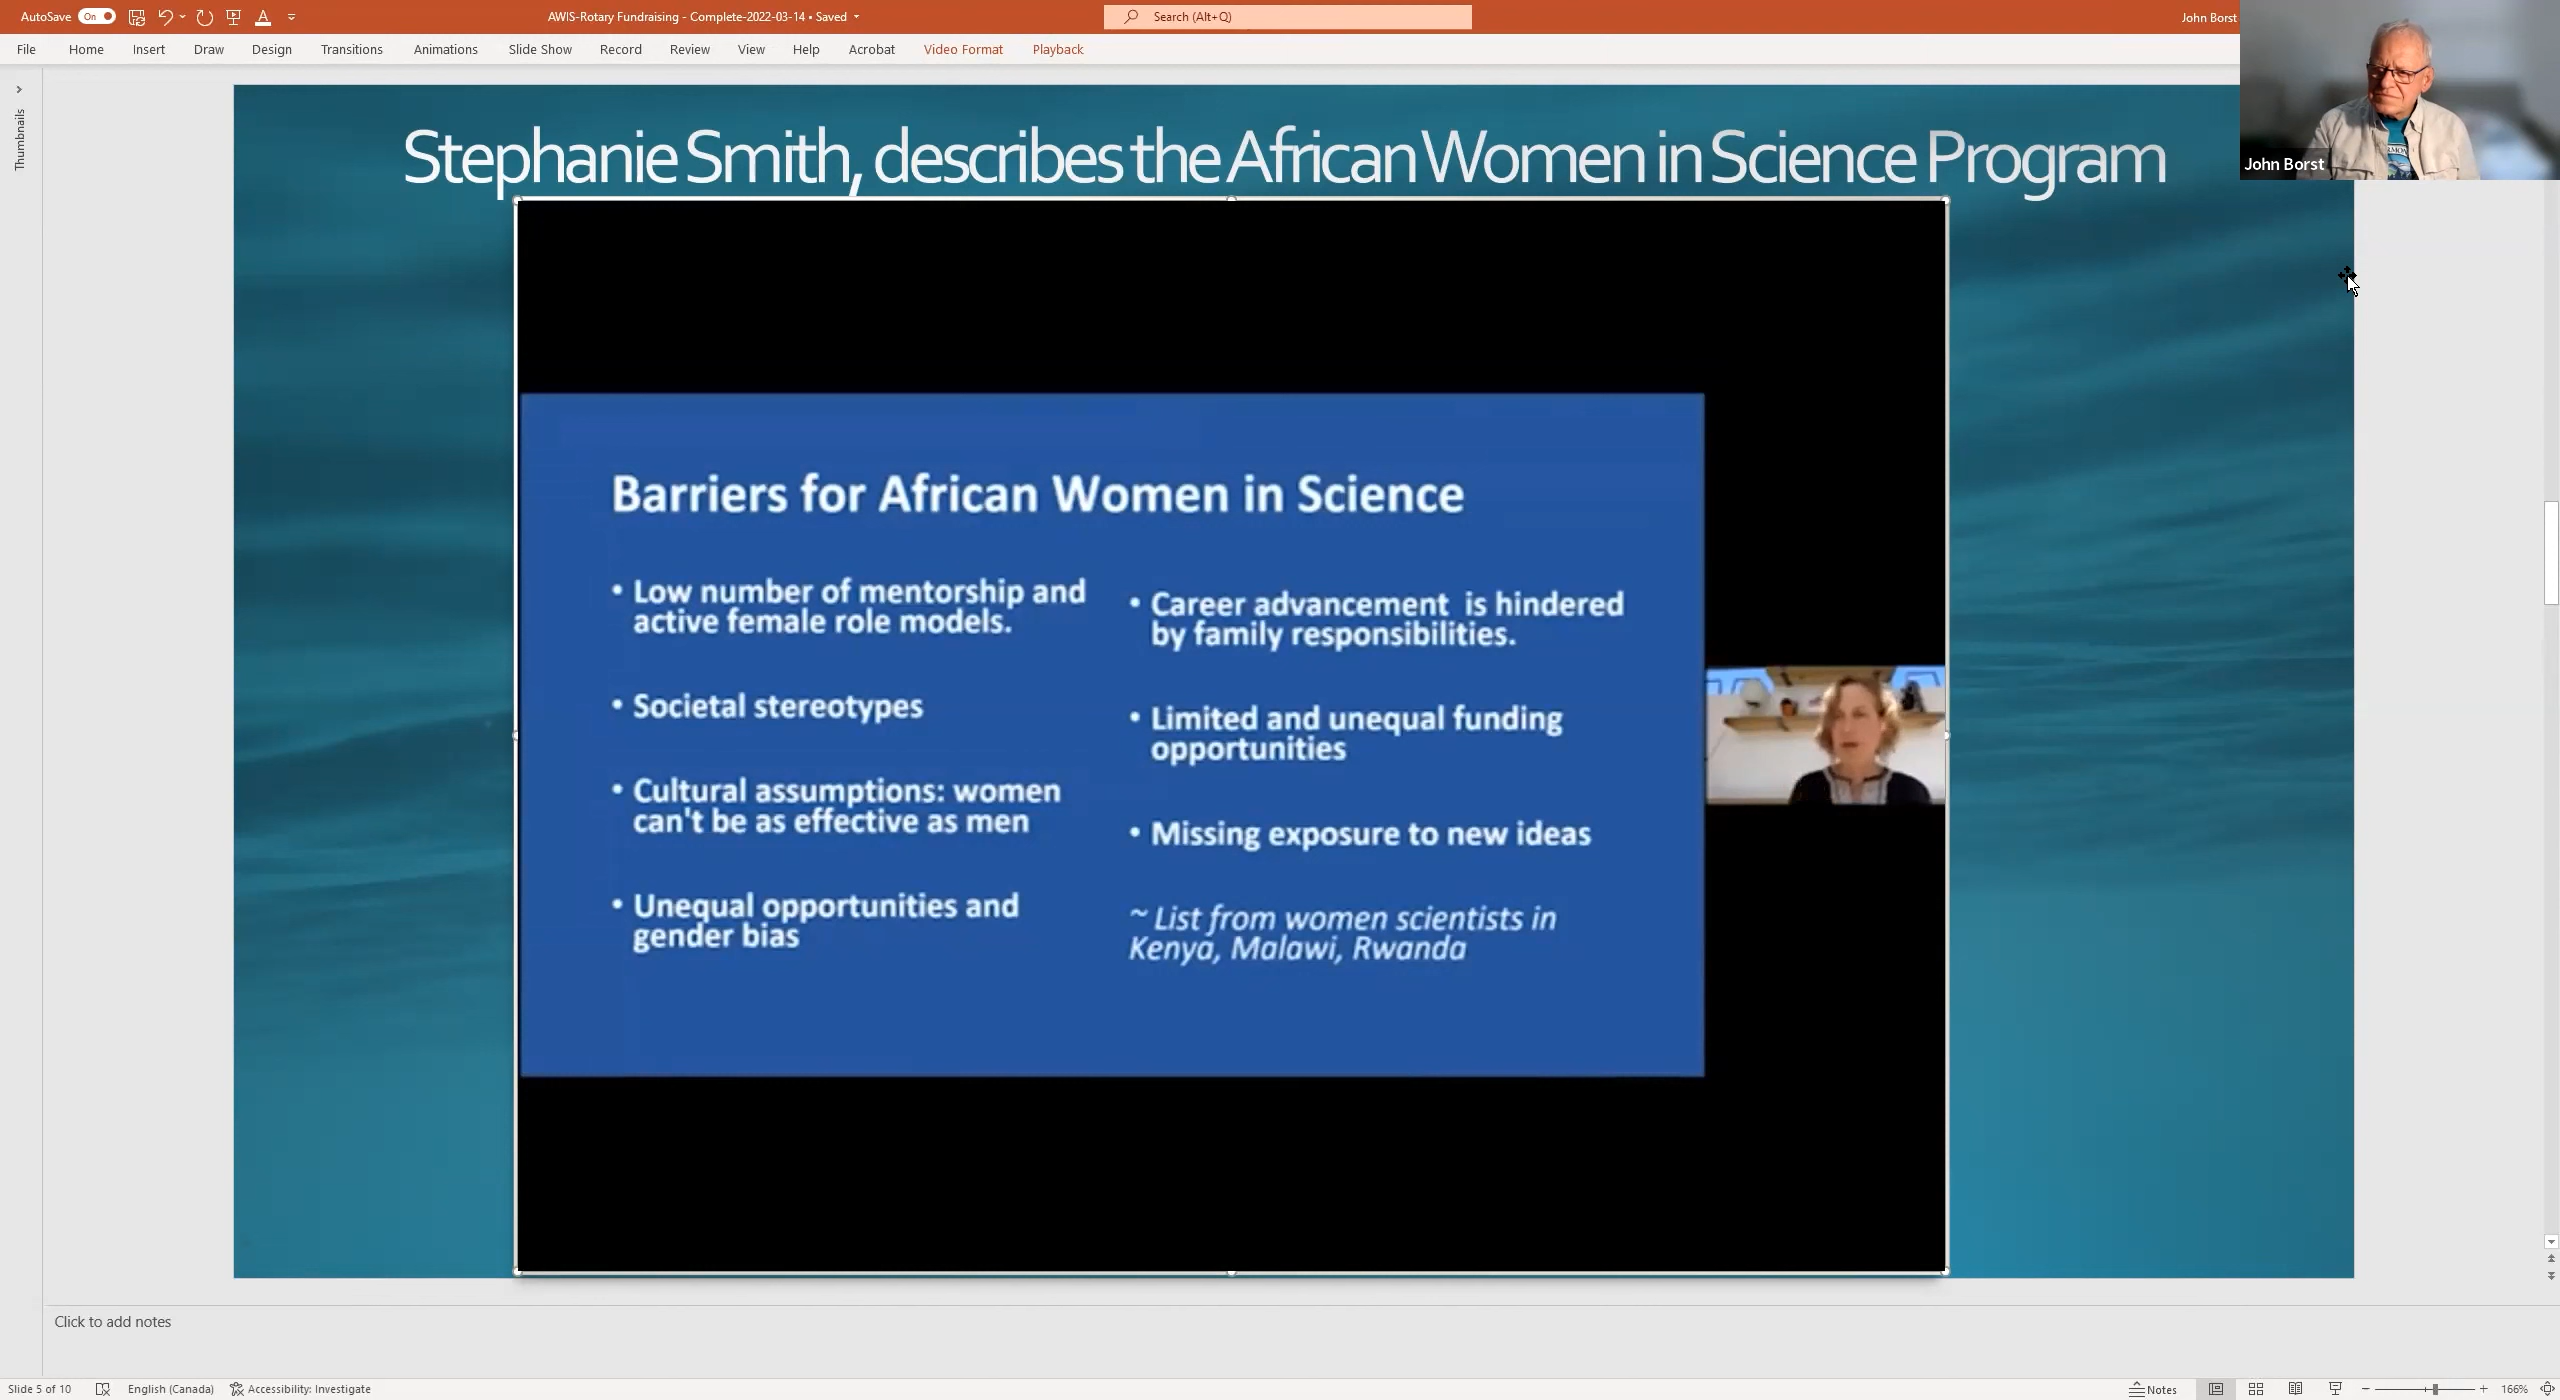 AutoSave On
AWIS-Rotary Fundraising - Complete-2022-03-14 • Saved
Search (Alt+Q)
John Borst
File Home Insert Draw Design Transitions Animations Slide Show Record Review View Help Acrobat Video Format Playback
Thumbnails
John Borst
Stephanie Smith, describes the African Women in Science Program
Barriers for African Women in Science
• Low number of mentorship and
active female role models.
• Societal stereotypes
• Cultural assumptions: women
can't be as effective as men
• Unequal opportunities and
gender bias
• Career advancement is hindered
by family responsibilities.
• Limited and unequal funding
opportunities
• Missing exposure to new ideas
~ List from women scientists in
Kenya, Malawi, Rwanda
Click to add notes
Slide 5 of 10 English (Canada) Accessibility: Investigate Notes 166%